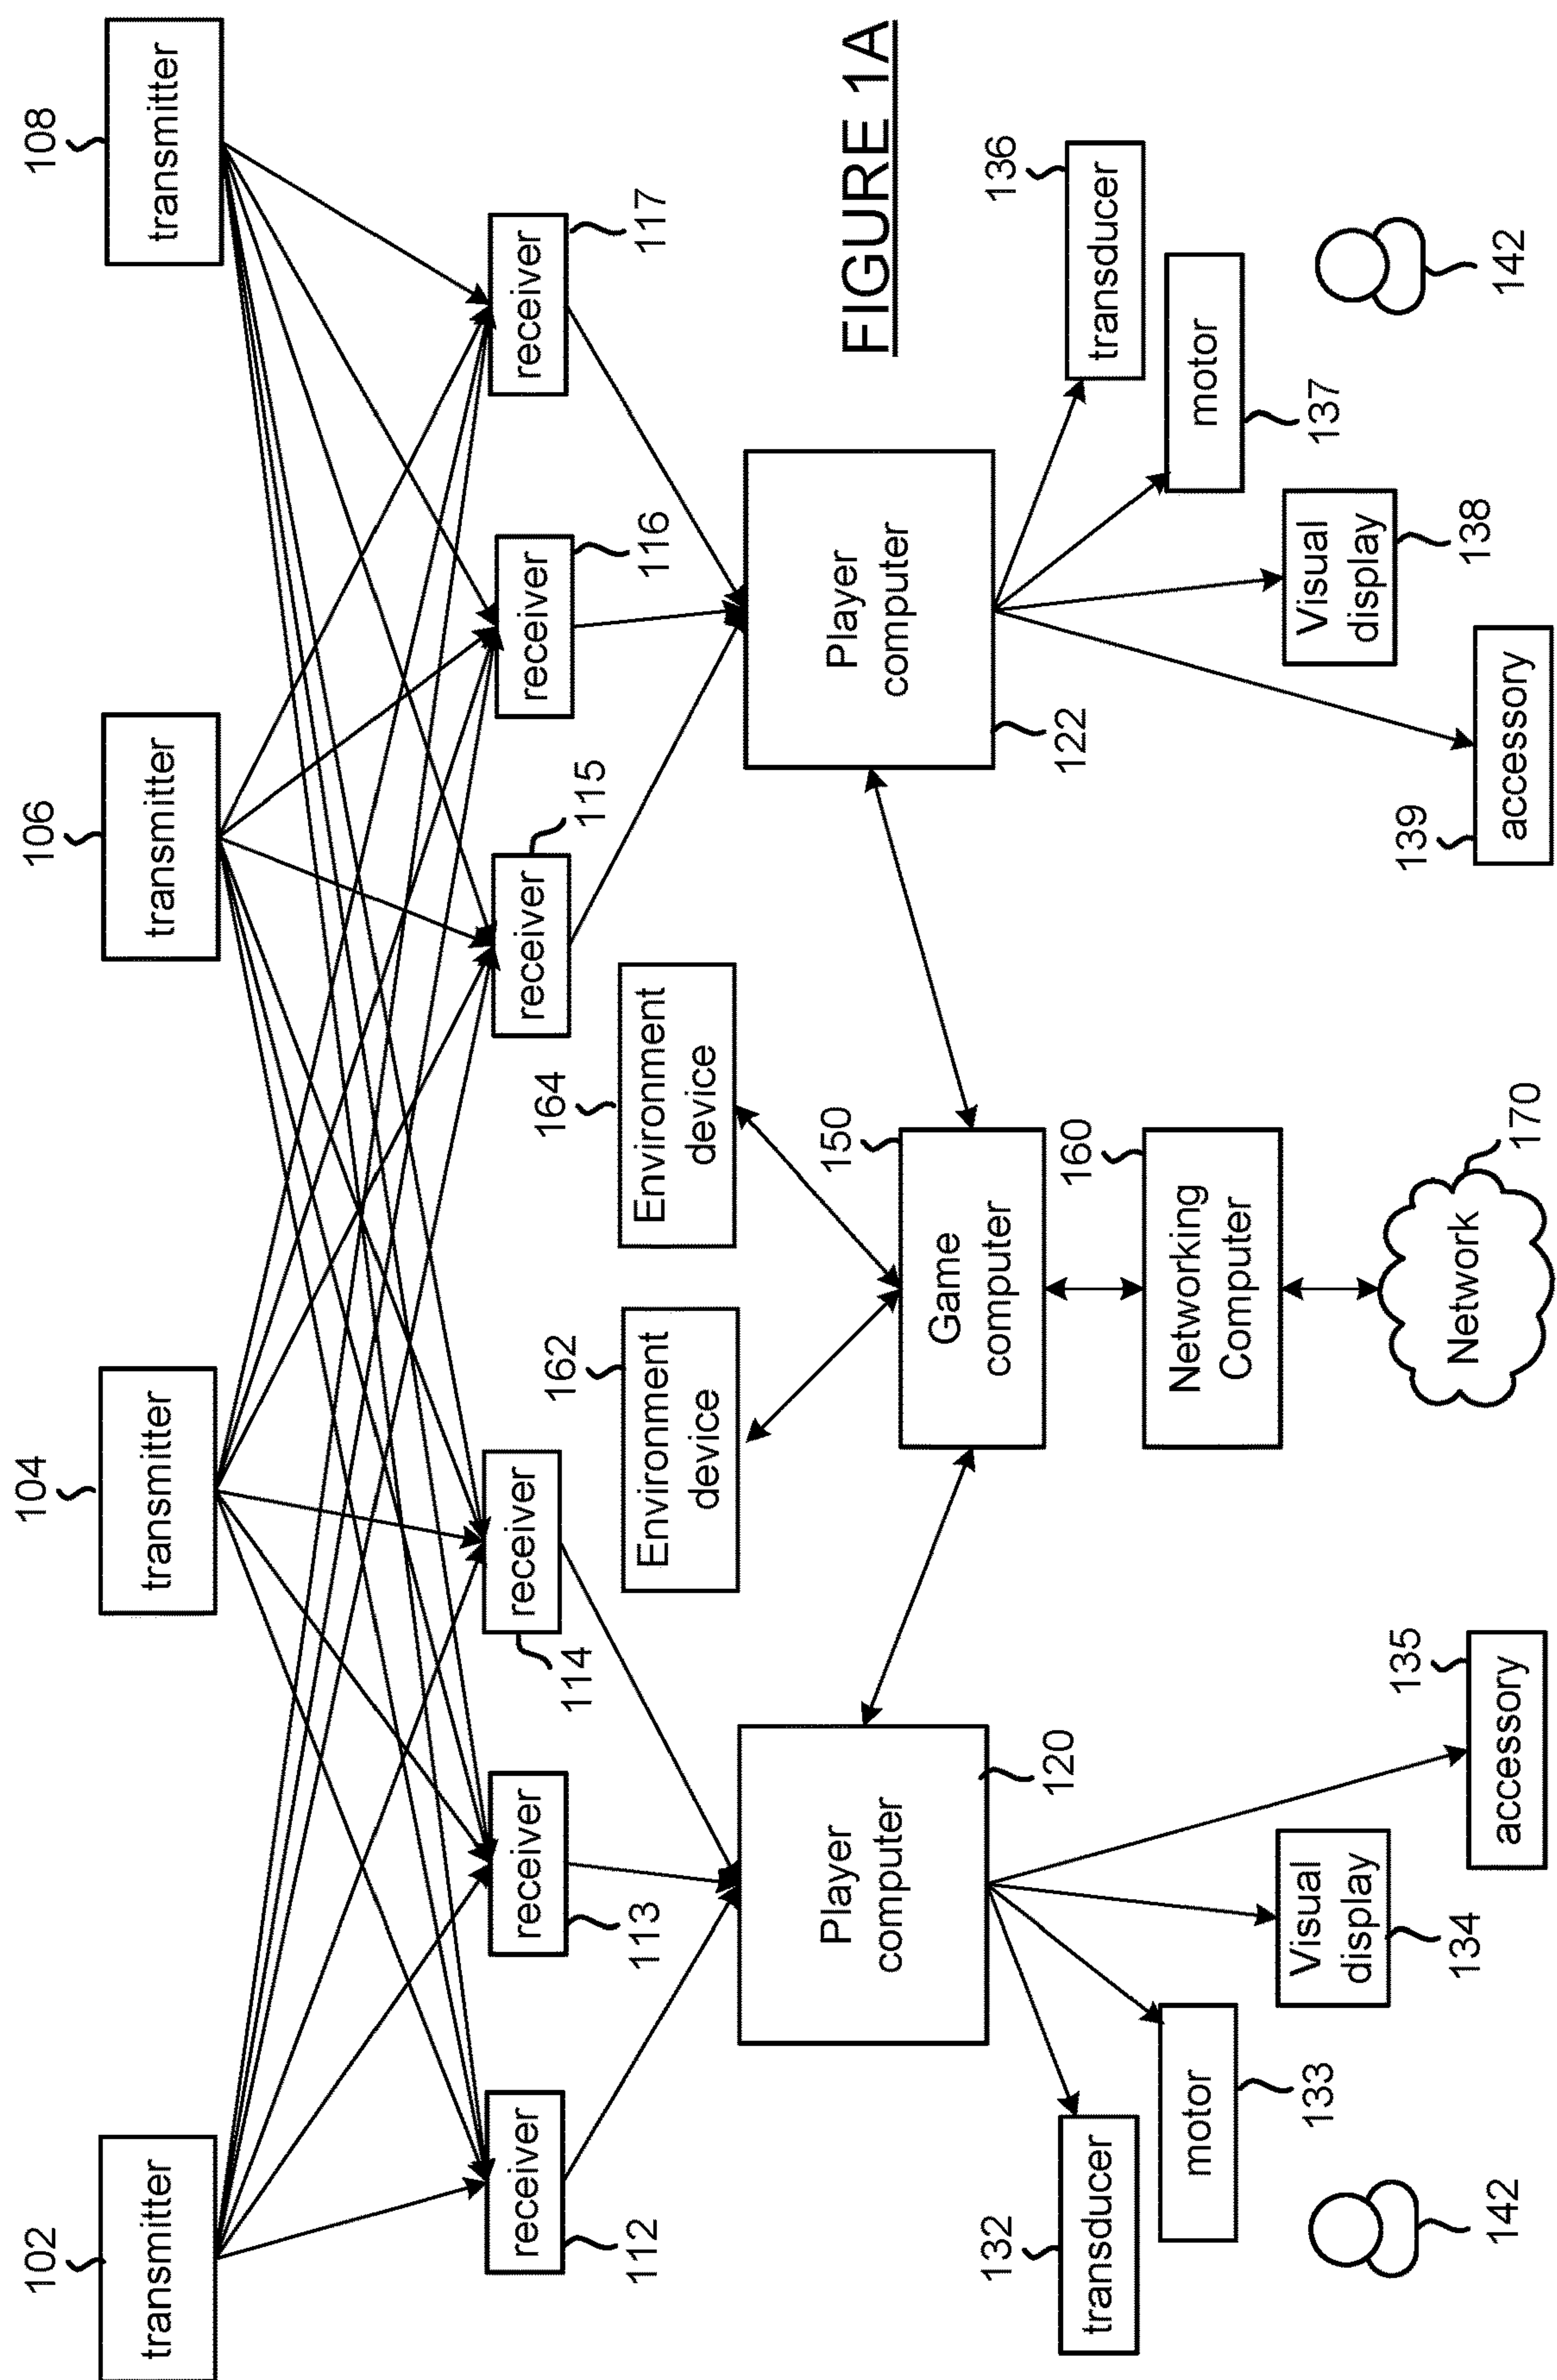 102
104
106
108
transmitter
transmitter
transmitter
transmitter
receiver
receiver
receiver
receiver
receiver
receiver
112
113
114
115
116
117
162
164
Environment
device
Environment
device
FIGURE 1A
Player
computer
120
150
Game
computer
Player
computer
122
132
transducer
136
transducer
motor
133
160
Networking
Computer
motor
137
Visual
display
134
Visual
display
138
135
accessory
170
Network
139
accessory
142
142